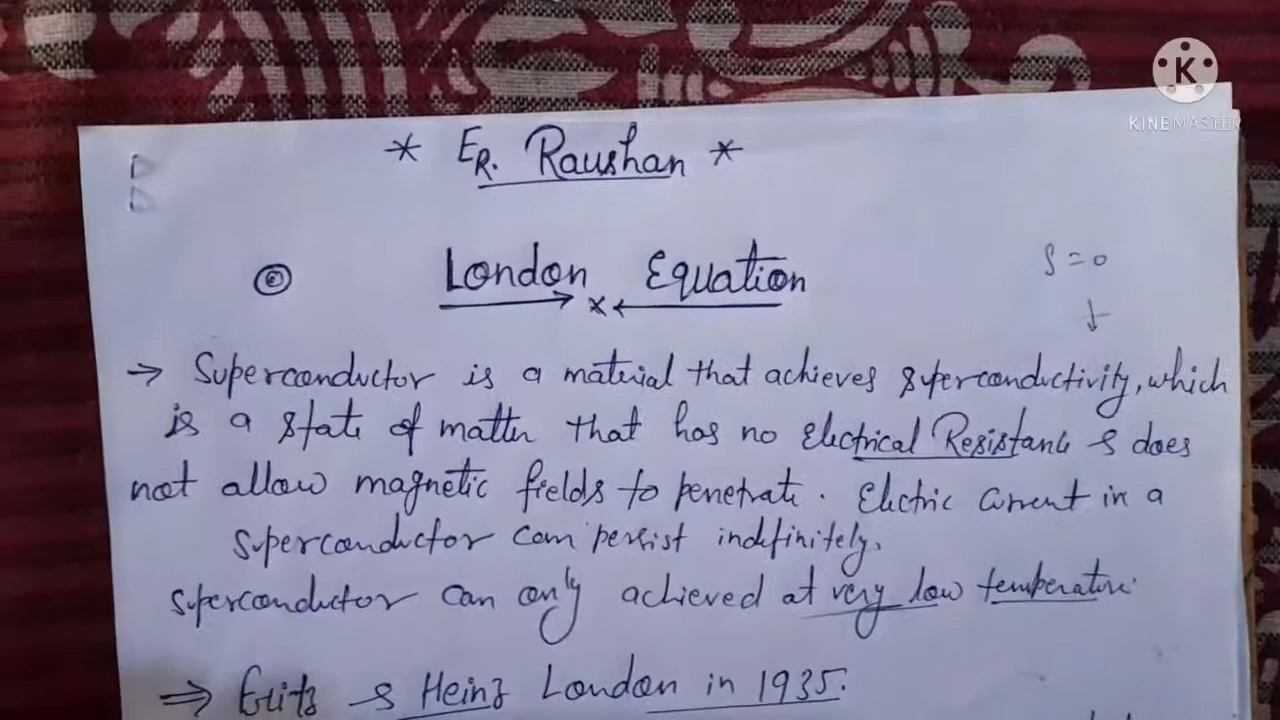 K
KINEMASTER
* ER. Raushan *
London Equation
ρ = 0
→ Superconductor is a material that achieves superconductivity, which
is a state of matter that has no Electrical Resistance & does
not allow magnetic fields to penetrate. Electric Current in a
superconductor can persist indefinitely.
superconductor can only achieved at very low temperature.
⇒ Fritz & Heinz London in 1935.